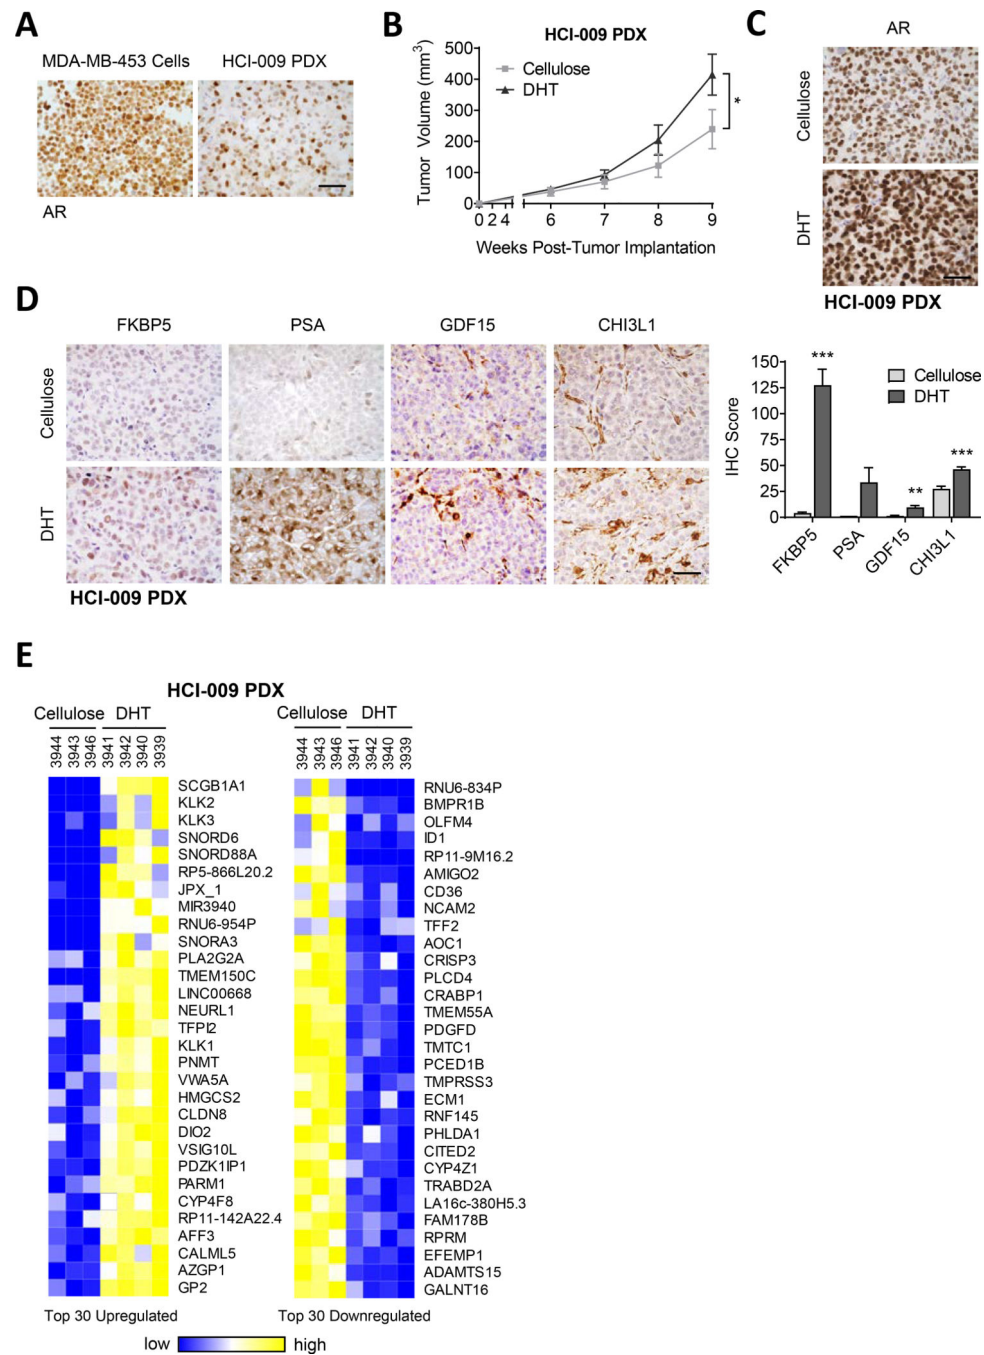 A
MDA-MB-453 Cells HCI-009 PDX
AR
B
HCI-009 PDX
Cellulose
DHT
Tumor Volume (mm3)
500
400
300
200
100
0
0 2 4 6 7 8 9
*
Weeks Post-Tumor Implantation
C
AR
Cellulose
DHT
HCI-009 PDX
D
FKBP5 PSA GDF15 CHI3L1
Cellulose
DHT
HCI-009 PDX
IHC Score
150
125
100
75
50
25
0
Cellulose
DHT
***
**
***
FKBP5
PSA
GDF15
CHI3L1
E
HCI-009 PDX
Cellulose DHT
3944 3943 3946 3941 3942 3940 3939
SCGB1A1
KLK2
KLK3
SNORD6
SNORD88A
RP5-866L20.2
JPX_1
MIR3940
RNU6-954P
SNORA3
PLA2G2A
TMEM150C
LINC00668
NEURL1
TFPI2
KLK1
PNMT
VWA5A
HMGCS2
CLDN8
DIO2
VSIG10L
PDZK1IP1
PARM1
CYP4F8
RP11-142A22.4
AFF3
CALML5
AZGP1
GP2
Top 30 Upregulated
Cellulose DHT
3944 3943 3946 3941 3942 3940 3939
RNU6-834P
BMPR1B
OLFM4
ID1
RP11-9M16.2
AMIGO2
CD36
NCAM2
TFF2
AOC1
CRISP3
PLCD4
CRABP1
TMEM55A
PDGFD
TMTC1
PCED1B
TMPRSS3
ECM1
RNF145
PHLDA1
CITED2
CYP4Z1
TRABD2A
LA16c-380H5.3
FAM178B
RPRM
EFEMP1
ADAMTS15
GALNT16
Top 30 Downregulated
low high